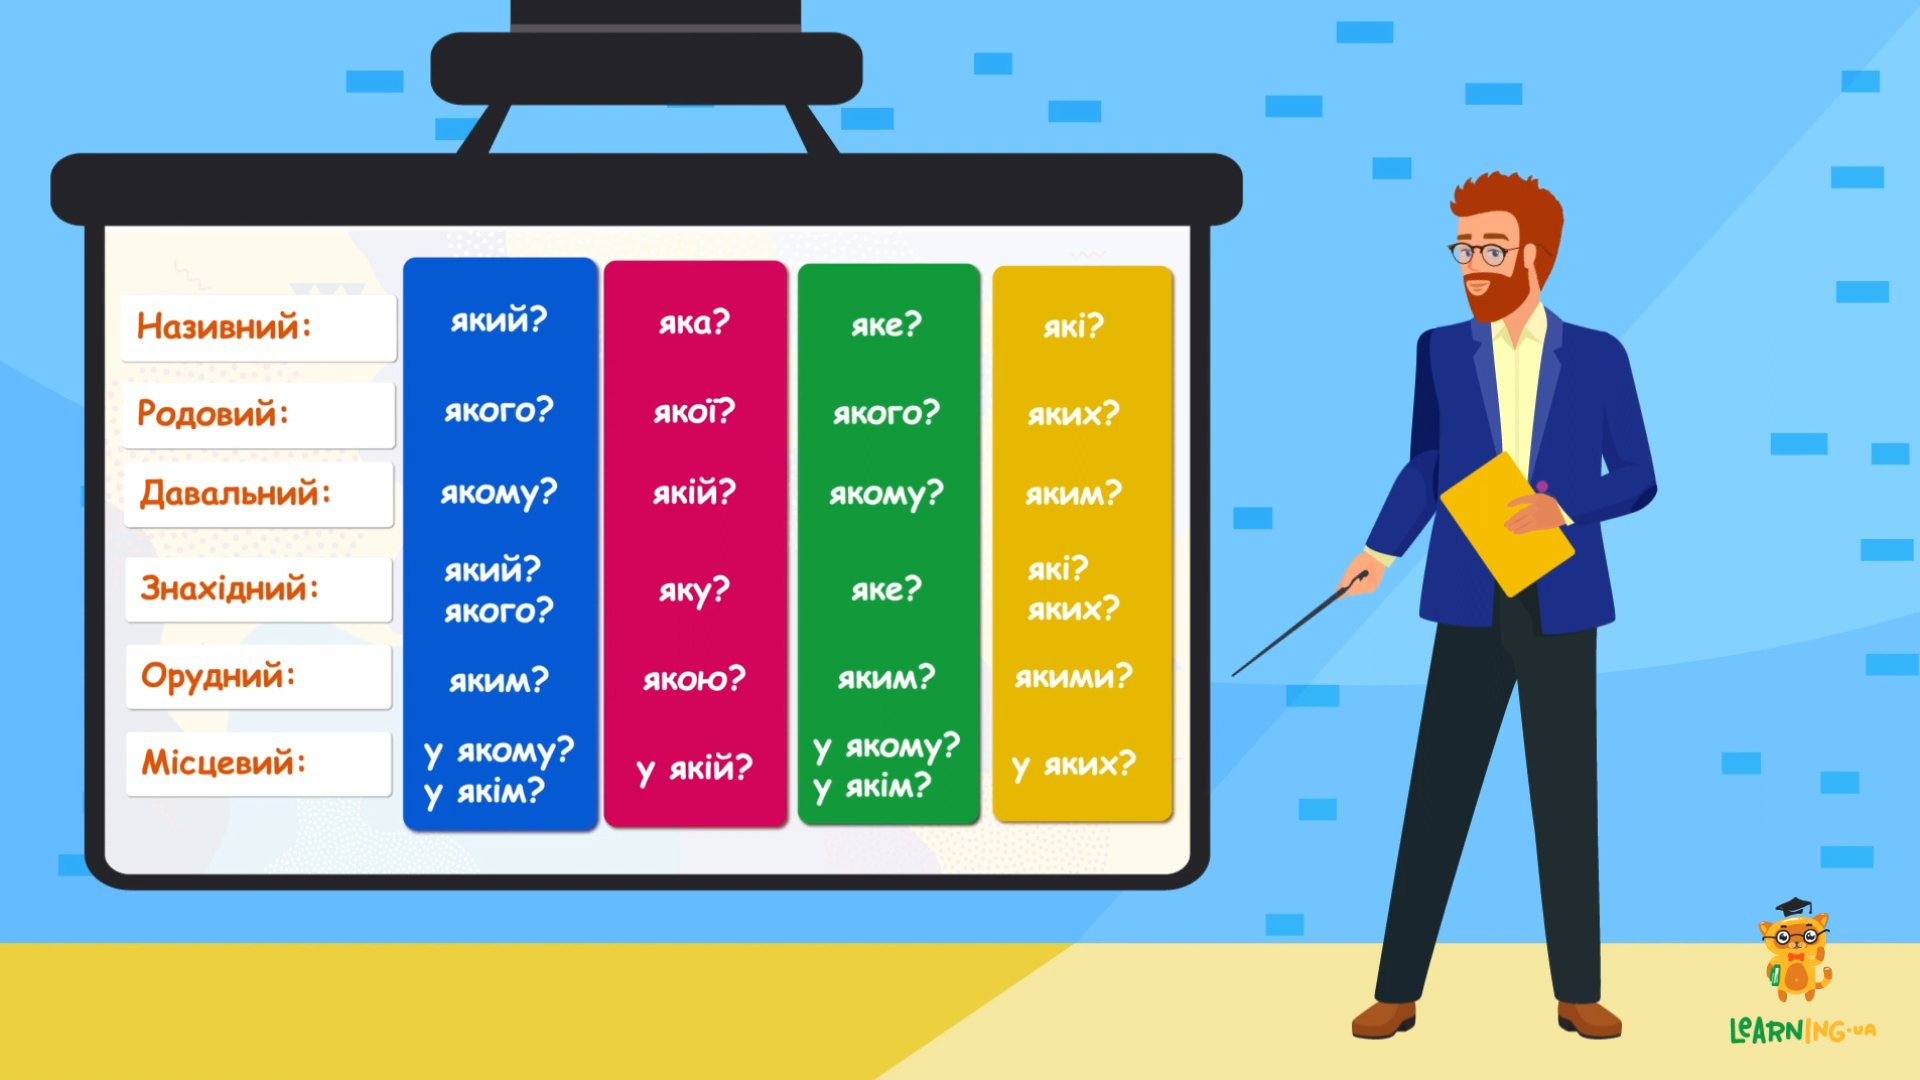 Називний: який? яка? яке? які?
Родовий: якого? якої? якого? яких?
Давальний: якому? якій? якому? яким?
Знахідний: який? якого? яку? яке? які? яких?
Орудний: яким? якою? яким? якими?
Місцевий: у якому? у якім? у якій? у якому? у якім? у яких?
LeARNING.UA